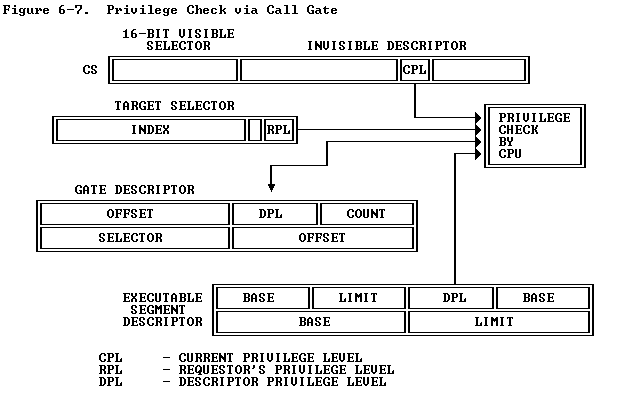 Figure 6-7.  Privilege Check via Call Gate
16-BIT VISIBLE
SELECTOR
INVISIBLE DESCRIPTOR
CS
CPL
TARGET SELECTOR
INDEX
RPL
PRIVILEGE
CHECK
BY
CPU
GATE DESCRIPTOR
OFFSET
DPL
COUNT
SELECTOR
OFFSET
EXECUTABLE
SEGMENT
DESCRIPTOR
BASE
LIMIT
DPL
BASE
BASE
LIMIT
CPL - CURRENT PRIVILEGE LEVEL
RPL - REQUESTOR'S PRIVILEGE LEVEL
DPL - DESCRIPTOR PRIVILEGE LEVEL